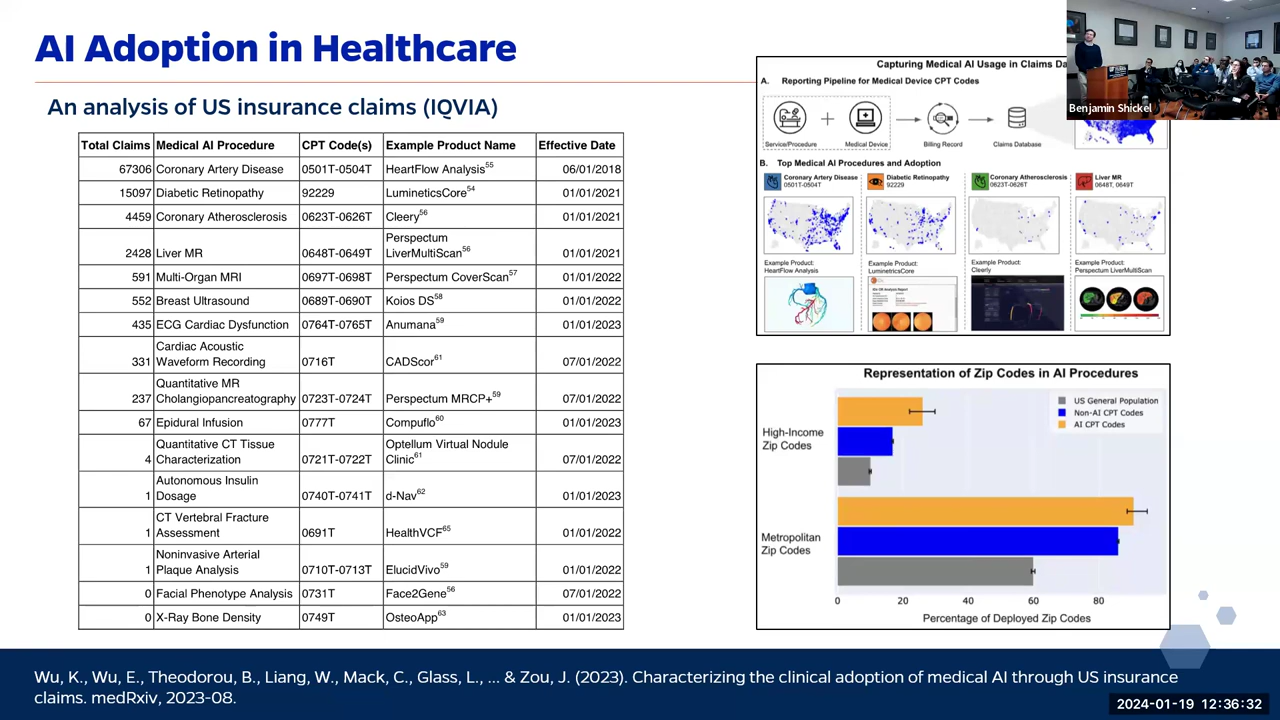 AI Adoption in Healthcare
An analysis of US insurance claims (IQVIA)
Total Claims Medical AI Procedure CPT Code(s) Example Product Name Effective Date
67306 Coronary Artery Disease 0501T-0504T HeartFlow Analysis55 06/01/2018
15097 Diabetic Retinopathy 92229 LumineticsCore54 01/01/2021
4459 Coronary Atherosclerosis 0623T-0626T Cleery56 01/01/2021
2428 Liver MR 0648T-0649T Perspectum LiverMultiScan56 01/01/2021
591 Multi-Organ MRI 0697T-0698T Perspectum CoverScan57 01/01/2022
552 Breast Ultrasound 0689T-0690T Koios DS58 01/01/2022
435 ECG Cardiac Dysfunction 0764T-0765T Anumana59 01/01/2023
331 Cardiac Acoustic Waveform Recording 0716T CADScor61 07/01/2022
237 Quantitative MR Cholangiopancreatography 0723T-0724T Perspectum MRCP+59 07/01/2022
67 Epidural Infusion 0777T Compuflo60 01/01/2023
4 Quantitative CT Tissue Characterization 0721T-0722T Optellum Virtual Nodule Clinic61 07/01/2022
1 Autonomous Insulin Dosage 0740T-0741T d-Nav62 01/01/2023
1 CT Vertebral Fracture Assessment 0691T HealthVCF65 01/01/2022
1 Noninvasive Arterial Plaque Analysis 0710T-0713T ElucidVivo59 01/01/2022
0 Facial Phenotype Analysis 0731T Face2Gene56 07/01/2022
0 X-Ray Bone Density 0749T OsteoApp63 01/01/2023
Capturing Medical AI Usage in Claims
A. Reporting Pipeline for Medical Device CPT Codes
Service/Procedure Medical Device Billing Record Claims Database
B. Top Medical AI Procedures and Adoption
Coronary Artery Disease Diabetic Retinopathy Coronary Atherosclerosis Liver MR
0501T-0504T 92229 0623T-0626T 0648T, 0649T
Example Product: Example Product: Example Product: Example Product:
HeartFlow Analysis LuminetricsCore Cleerly Perspectum LiverMultiScan
Benjamin Shickel
Representation of Zip Codes in AI Procedures
US General Population
Non-AI CPT Codes
AI CPT Codes
High-Income
Zip Codes
Metropolitan
Zip Codes
0 20 40 60 80
Percentage of Deployed Zip Codes
Wu, K., Wu, E., Theodorou, B., Liang, W., Mack, C., Glass, L., ... & Zou, J. (2023). Characterizing the clinical adoption of medical AI through US insurance
claims. medRxiv, 2023-08.
2024-01-19 12:36:32